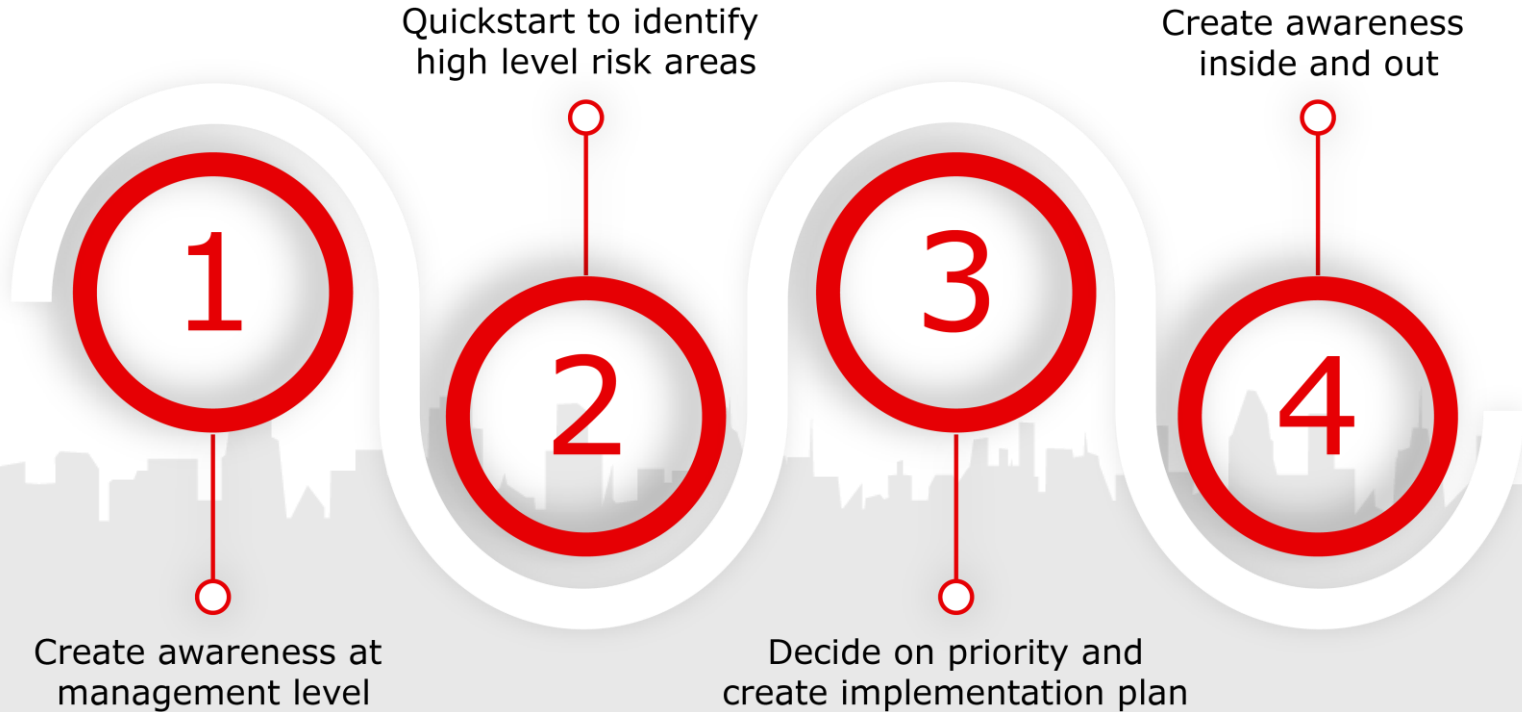 1
Create awareness at
management level
2
Quickstart to identify
high level risk areas
3
Decide on priority and
create implementation plan
4
Create awareness
inside and out